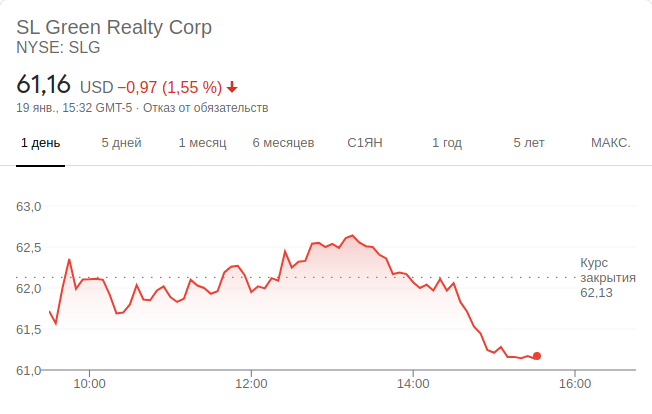 SL Green Realty Corp
NYSE: SLG
61,16 USD −0,97 (1,55 %)
19 янв., 15:32 GMT-5 · Отказ от обязательств
1 день 5 дней 1 месяц 6 месяцев С1ЯН 1 год 5 лет МАКС.
63,0
62,5
Курс
закрытия
62,13
62,0
61,5
61,0
10:00 12:00 14:00 16:00